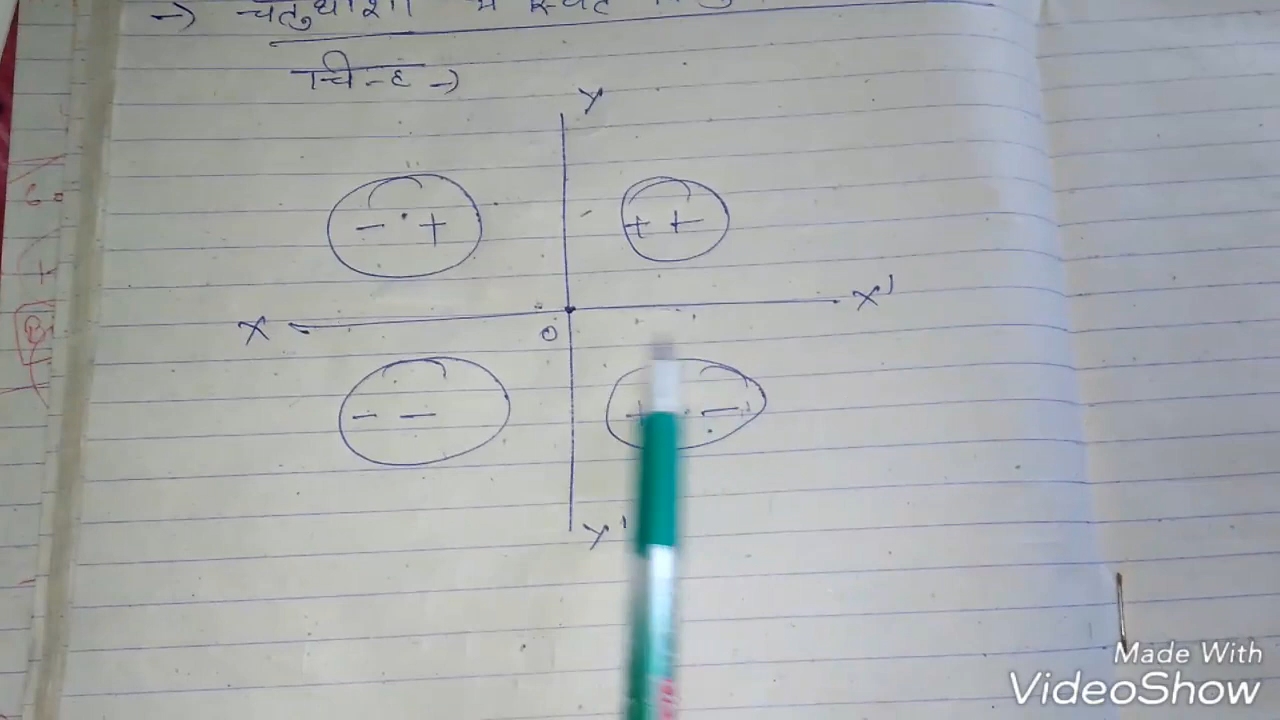 → चतुर्थांशों में स्थित
चिन्ह →
Y
- + + +
X O X'
- - + -
Y'
Made With
VideoShow